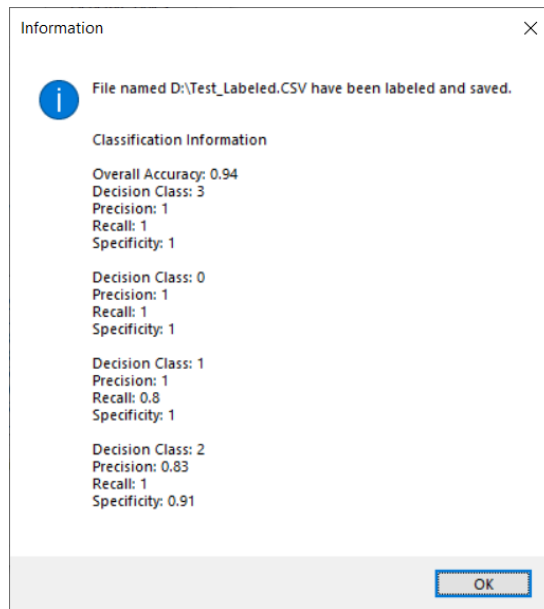 Information
File named D:\Test_Labeled.CSV have been labeled and saved.
Classification Information
Overall Accuracy: 0.94
Decision Class: 3
Precision: 1
Recall: 1
Specificity: 1
Decision Class: 0
Precision: 1
Recall: 1
Specificity: 1
Decision Class: 1
Precision: 1
Recall: 0.8
Specificity: 1
Decision Class: 2
Precision: 0.83
Recall: 1
Specificity: 0.91
OK